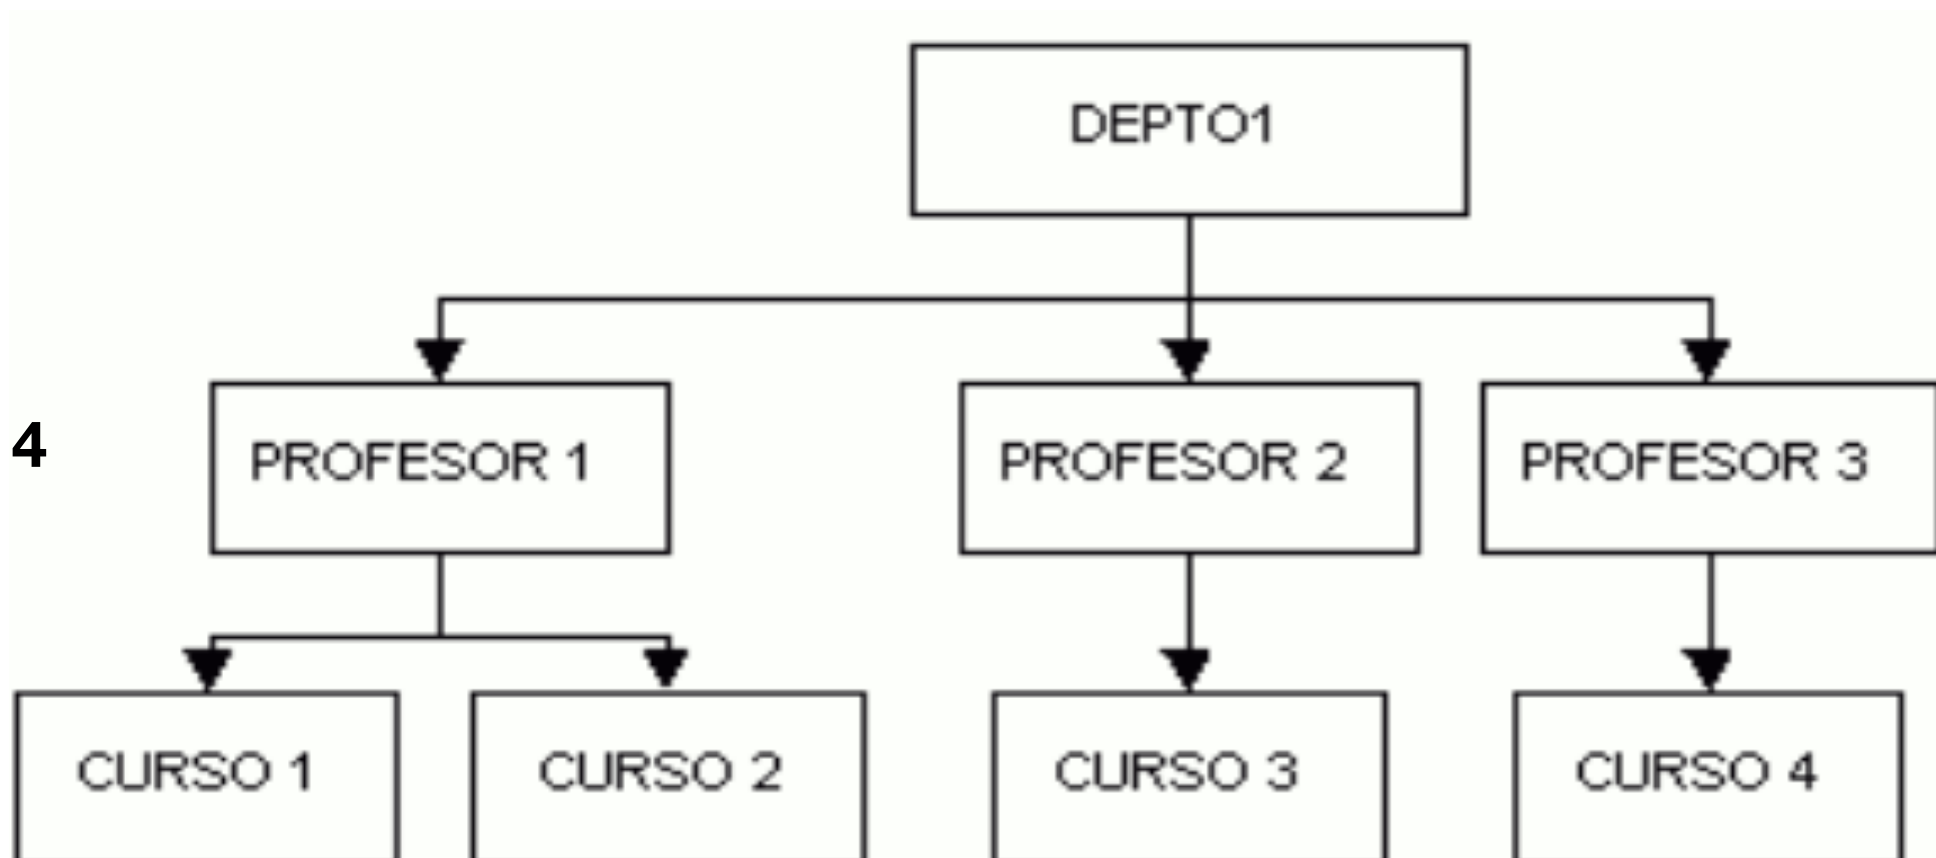 DEPTO1
4
PROFESOR 1
PROFESOR 2
PROFESOR 3
CURSO 1
CURSO 2
CURSO 3
CURSO 4